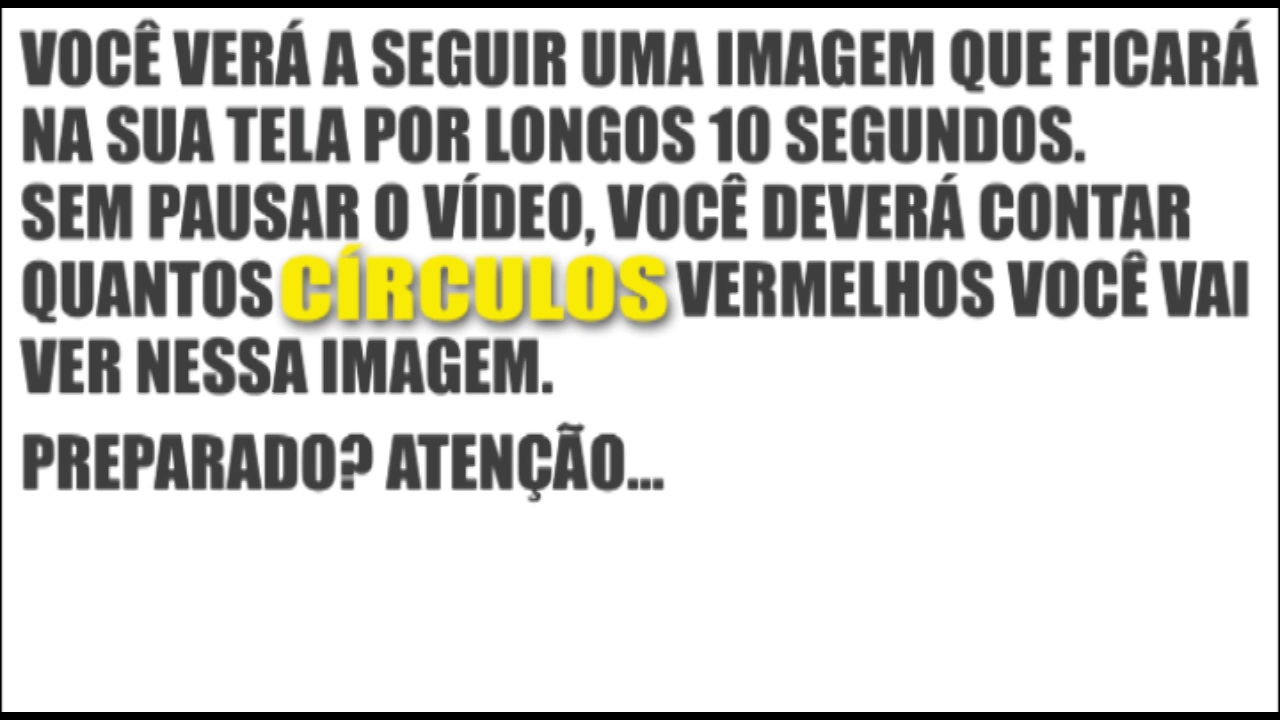 VOCÊ VERÁ A SEGUIR UMA IMAGEM QUE FICARÁ
NA SUA TELA POR LONGOS 10 SEGUNDOS.
SEM PAUSAR O VÍDEO, VOCÊ DEVERÁ CONTAR
QUANTOS CÍRCULOS VERMELHOS VOCÊ VAI
VER NESSA IMAGEM.
PREPARADO? ATENÇÃO...